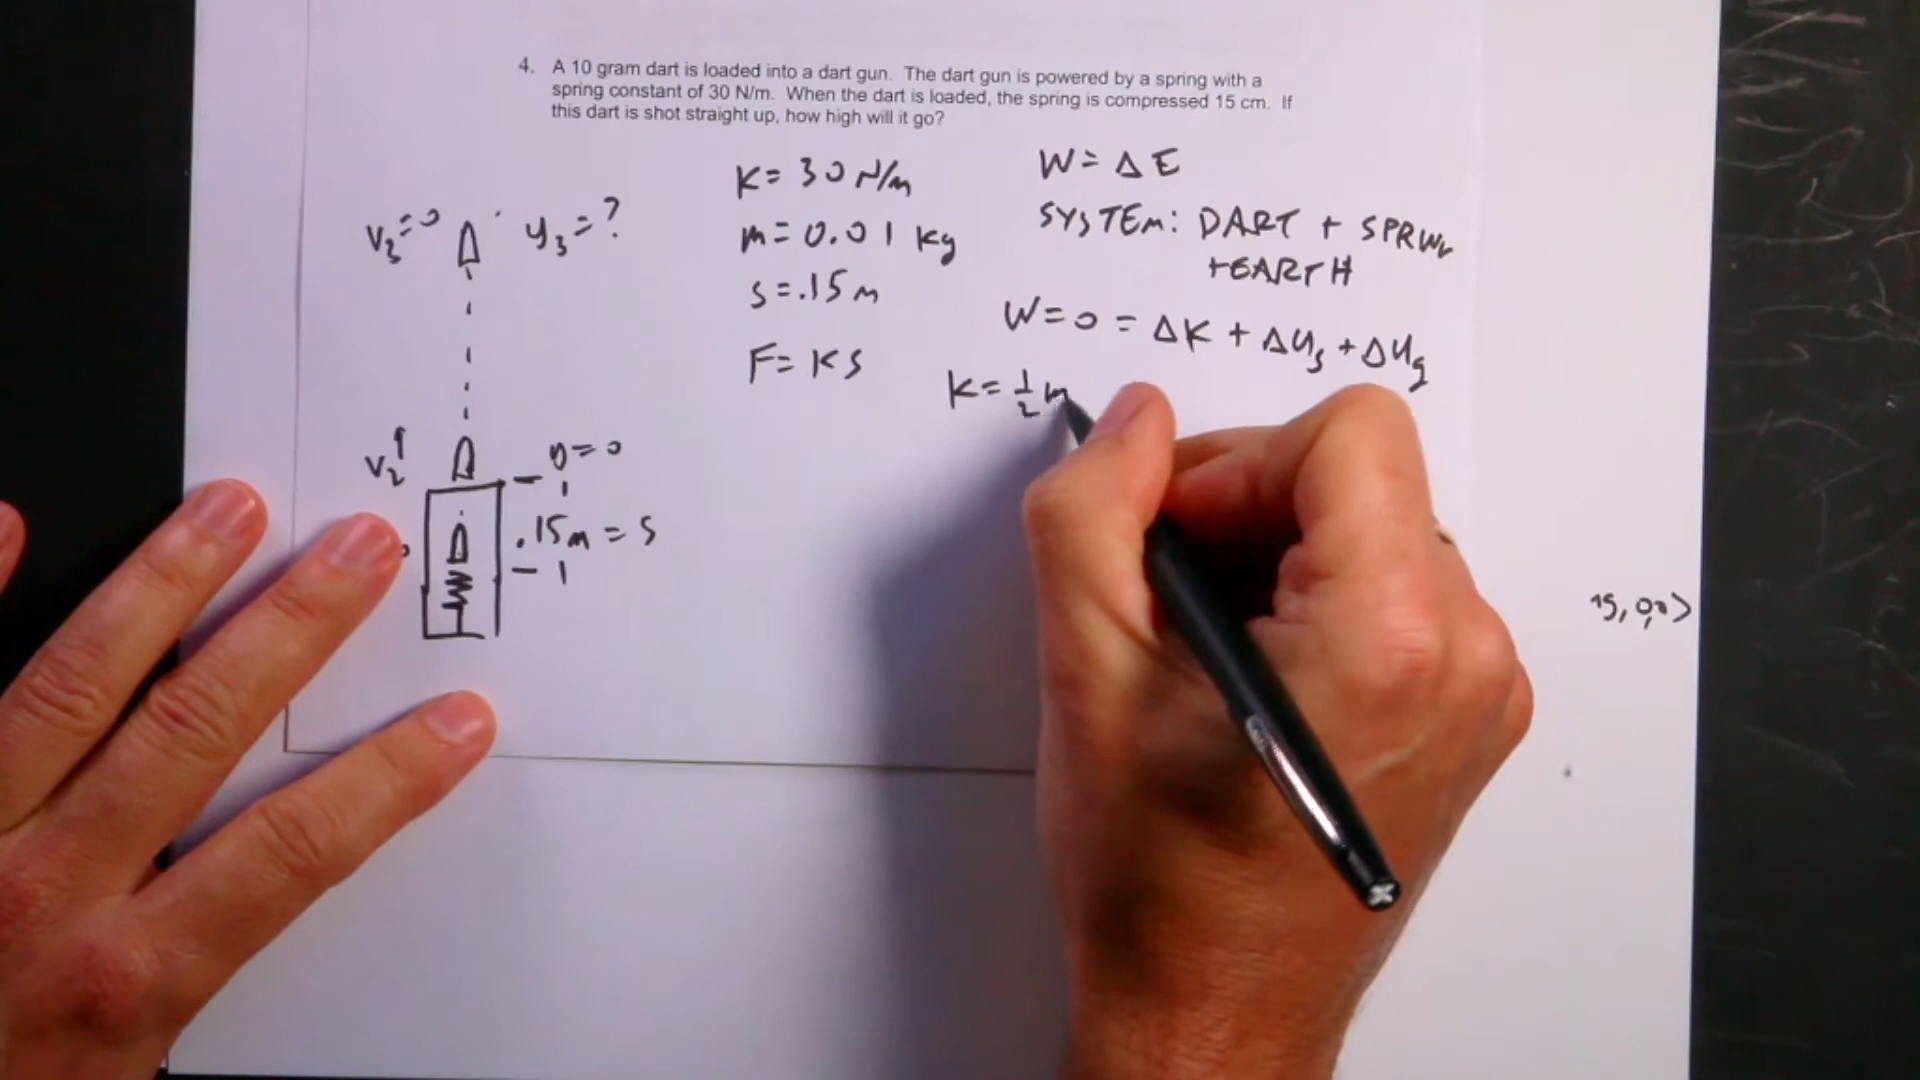 4. A 10 gram dart is loaded into a dart gun. The dart gun is powered by a spring with a
spring constant of 30 N/m. When the dart is loaded, the spring is compressed 15 cm. If
this dart is shot straight up, how high will it go?
K = 30 N/m
m = 0.01 kg
s = .15 m
F = KS
W = Δ E
SYSTEM: DART + SPRING
+EARTH
W = 0 = ΔK + ΔUs + ΔUg
K = 1/2 m
v3 = 0
y3 = ?
v2
y = 0
.15m = s